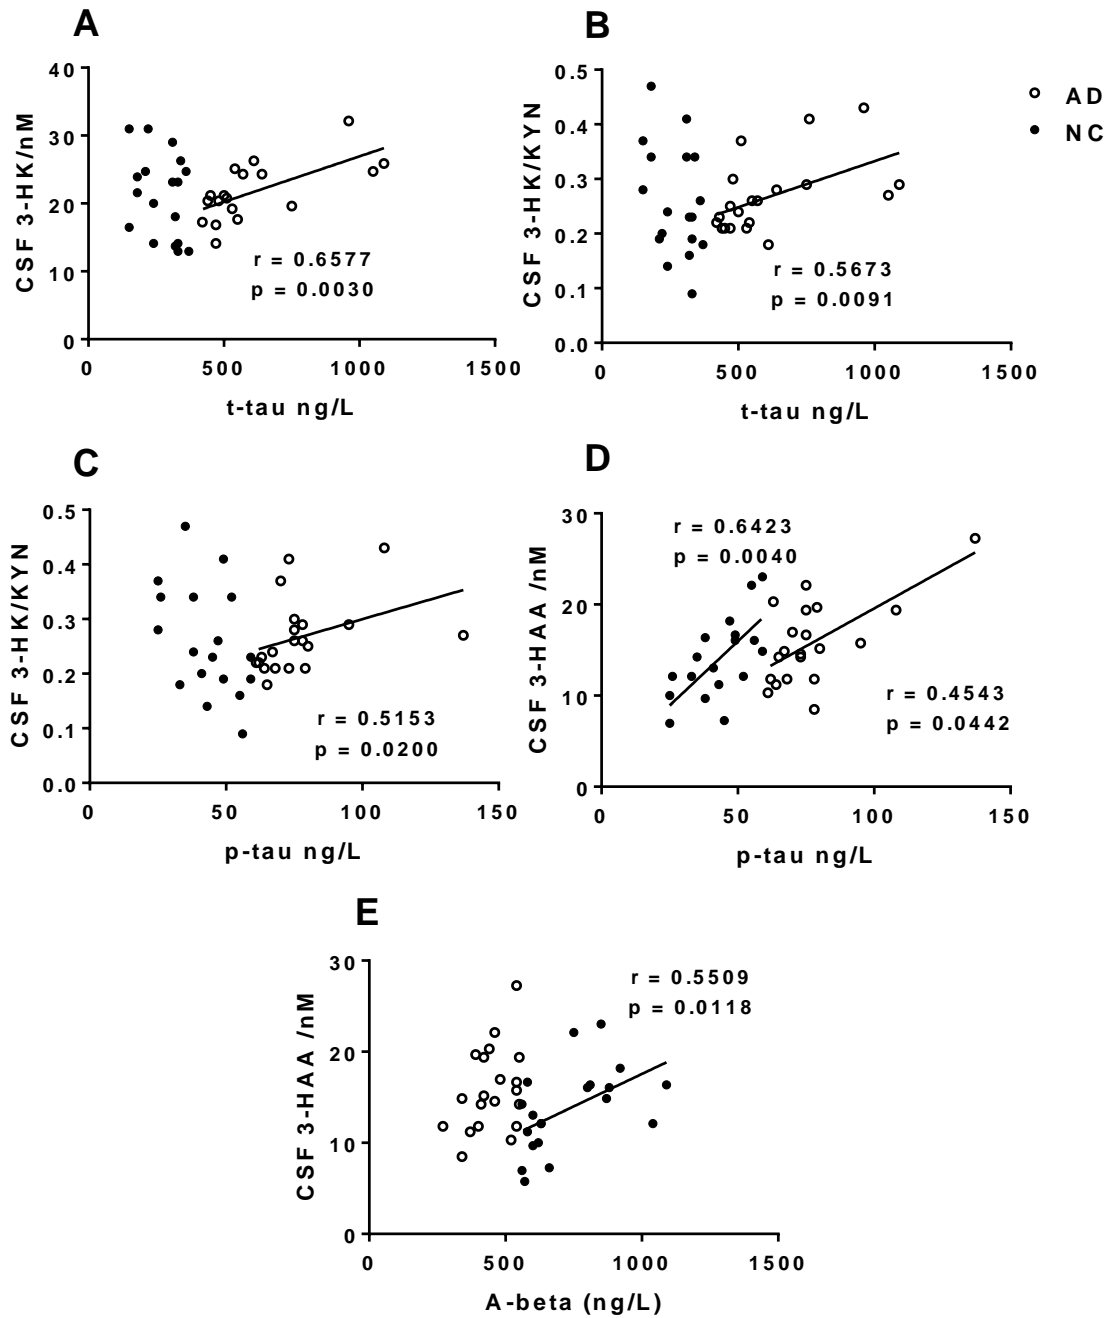 A
B
40
30
20
10
0
CSF 3-HK/nM
r = 0.6577
p = 0.0030
0 500 1000 1500
t-tau ng/L
0.5
0.4
0.3
0.2
0.1
0.0
CSF 3-HK/KYN
r = 0.5673
p = 0.0091
0 500 1000 1500
t-tau ng/L
AD
NC
C
D
0.5
0.4
0.3
0.2
0.1
0.0
CSF 3-HK/KYN
r = 0.5153
p = 0.0200
0 50 100 150
p-tau ng/L
30
20
10
0
CSF 3-HAA /nM
r = 0.6423
p = 0.0040
r = 0.4543
p = 0.0442
0 50 100 150
p-tau ng/L
E
30
20
10
0
CSF 3-HAA /nM
r = 0.5509
p = 0.0118
0 500 1000 1500
A-beta (ng/L)